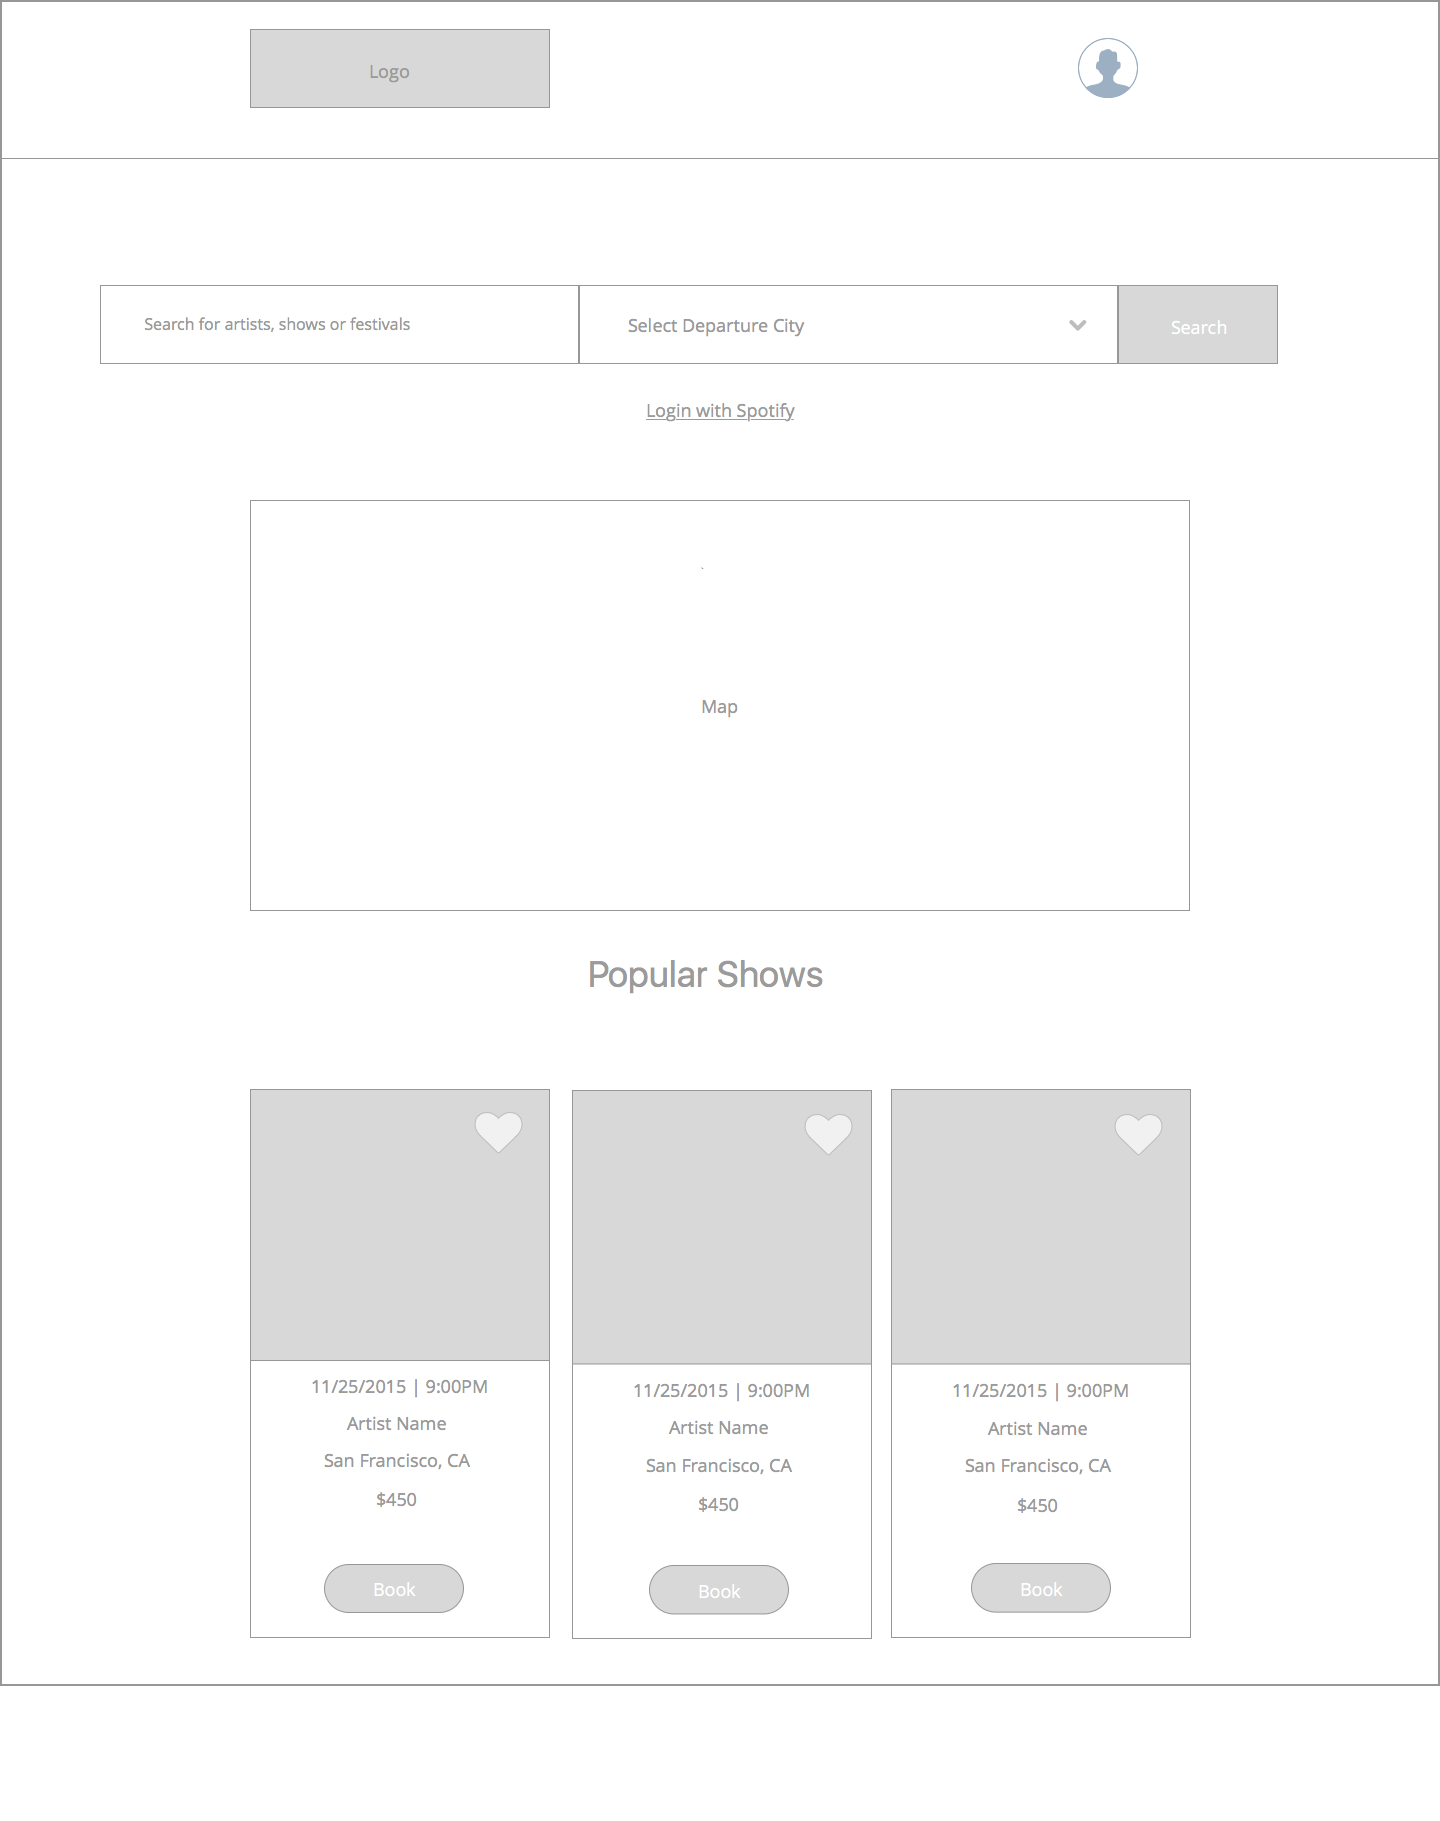 Logo
Search for artists, shows or festivals
Select Departure City
Search
Login with Spotify
Map
Popular Shows
11/25/2015 | 9:00PM
Artist Name
San Francisco, CA
$450
Book
11/25/2015 | 9:00PM
Artist Name
San Francisco, CA
$450
Book
11/25/2015 | 9:00PM
Artist Name
San Francisco, CA
$450
Book